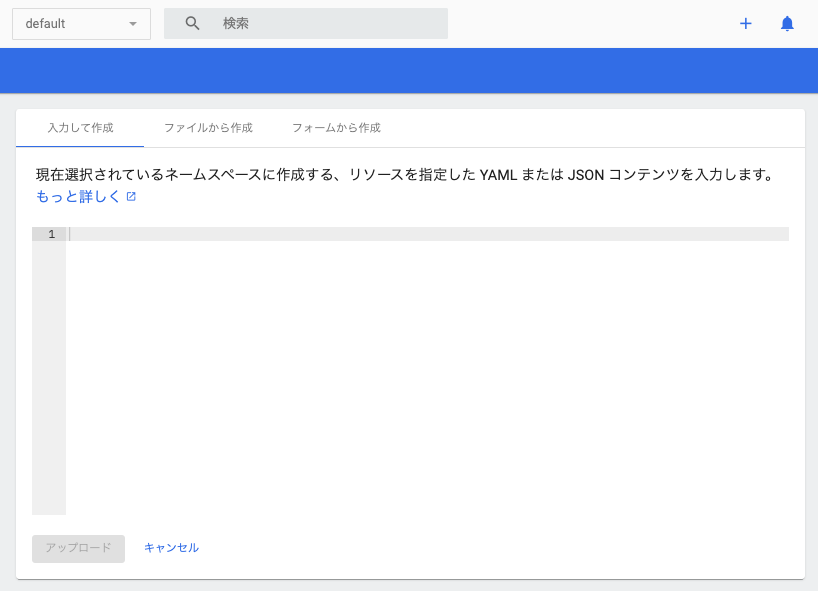 default
検索
入力して作成
ファイルから作成
フォームから作成
現在選択されているネームスペースに作成する、リソースを指定した YAML または JSON コンテンツを入力します。
もっと詳しく
1
アップロード
キャンセル